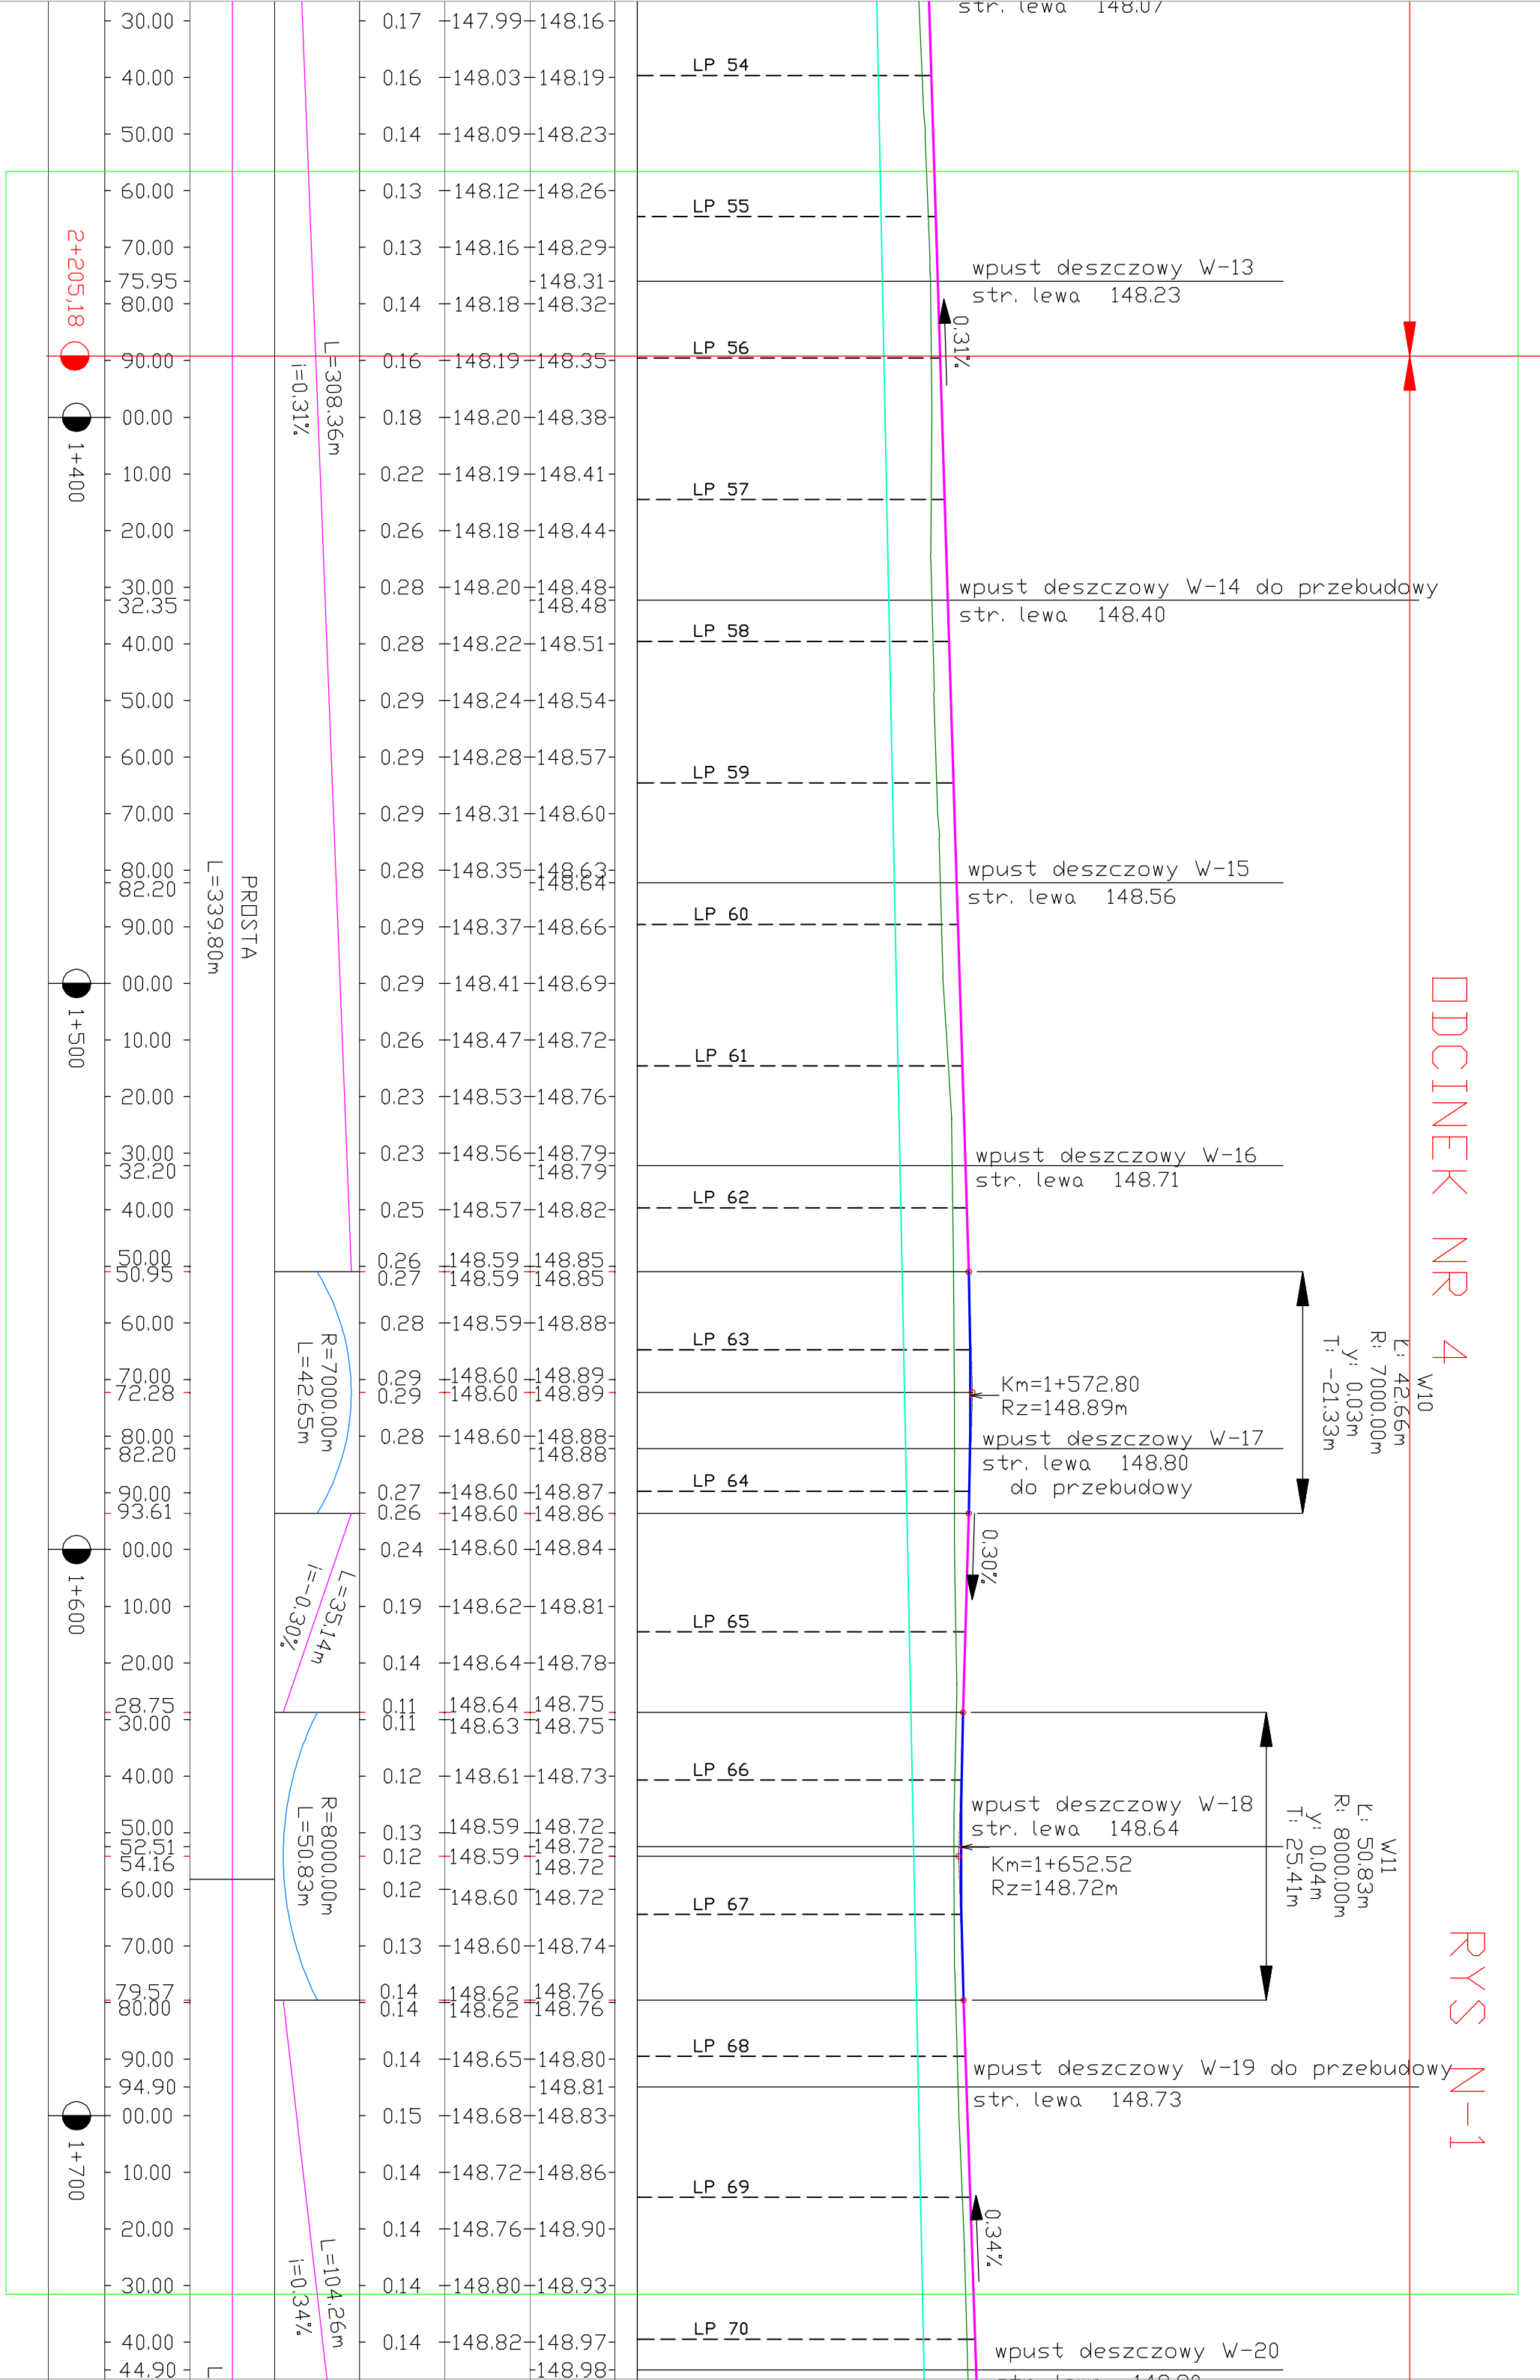 str. lewa 148.07
30.00 0.17 147.99 148.16
LP 54
40.00 0.16 148.03 148.19
50.00 0.14 148.09 148.23
60.00 0.13 148.12 148.26
LP 55
70.00 0.13 148.16 148.29
wpust deszczowy W-13
75.95 148.31
str. lewa 148.23
80.00 0.14 148.18 148.32
2+205,18
0.31%
L=308.36m
i=0.31%
LP 56
90.00 0.16 148.19 148.35
00.00 0.18 148.20 148.38
1+400
10.00 0.22 148.19 148.41
LP 57
20.00 0.26 148.18 148.44
30.00 0.28 148.20 148.48
wpust deszczowy W-14 do przebudowy
32.35 148.48
str. lewa 148.40
LP 58
40.00 0.28 148.22 148.51
50.00 0.29 148.24 148.54
60.00 0.29 148.28 148.57
LP 59
70.00 0.29 148.31 148.60
80.00 0.28 148.35 148.63
wpust deszczowy W-15
82.20 148.64
str. lewa 148.56
PROSTA
L=339.80m
LP 60
90.00 0.29 148.37 148.66
00.00 0.29 148.41 148.69
1+500
ODCINEK NR 4
10.00 0.26 148.47 148.72
LP 61
20.00 0.23 148.53 148.76
30.00 0.23 148.56 148.79
wpust deszczowy W-16
32.20 148.79
str. lewa 148.71
LP 62
40.00 0.25 148.57 148.82
50.00 0.26 148.59 148.85
50.95 0.27 148.59 148.85
60.00 0.28 148.59 148.88
LP 63
R=7000.00m
L=42.65m
W10
Ł: 42.66m
R: 7000.00m
y: 0.03m
T: -21.33m
70.00 0.29 148.60 148.89
72.28 0.29 148.60 148.89
Km=1+572.80
Rz=148.89m
80.00 0.28 148.60 148.88
wpust deszczowy W-17
82.20 148.88
str. lewa 148.80
do przebudowy
LP 64
90.00 0.27 148.60 148.87
93.61 0.26 148.60 148.86
0.30%
00.00 0.24 148.60 148.84
1+600
L=35.14m
i=-0.30%
10.00 0.19 148.62 148.81
LP 65
20.00 0.14 148.64 148.78
28.75 0.11 148.64 148.75
30.00 0.11 148.63 148.75
LP 66
40.00 0.12 148.61 148.73
R=8000.00m
L=50.83m
W11
Ł: 50.83m
R: 8000.00m
y: 0.04m
T: 25.41m
wpust deszczowy W-18
50.00 0.13 148.59 148.72
str. lewa 148.64
52.51 148.72
54.16 0.12 148.59 148.72
Km=1+652.52
Rz=148.72m
60.00 0.12 148.60 148.72
LP 67
70.00 0.13 148.60 148.74
RYS N-1
79.57 0.14 148.62 148.76
80.00 0.14 148.62 148.76
LP 68
90.00 0.14 148.65 148.80
wpust deszczowy W-19 do przebudowy
94.90 148.81
str. lewa 148.73
00.00 0.15 148.68 148.83
1+700
10.00 0.14 148.72 148.86
LP 69
20.00 0.14 148.76 148.90
0.34%
L=104.26m
i=0.34%
30.00 0.14 148.80 148.93
LP 70
40.00 0.14 148.82 148.97
wpust deszczowy W-20
44.90 148.98
L